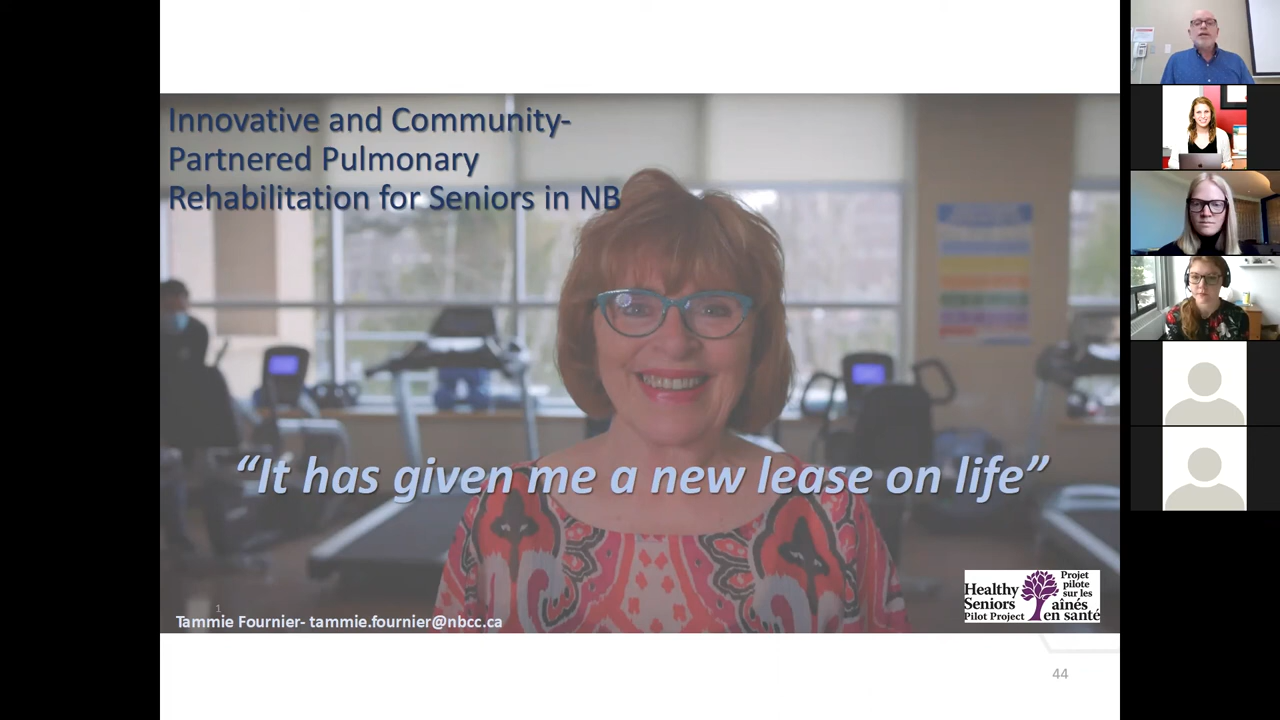 Innovative and Community-
Partnered Pulmonary
Rehabilitation for Seniors in NB
“It has given me a new lease on life”
1
Tammie Fournier- tammie.fournier@nbcc.ca
Healthy
Seniors
Pilot Project
Projet
pilote
sur les
aînés
en santé
44